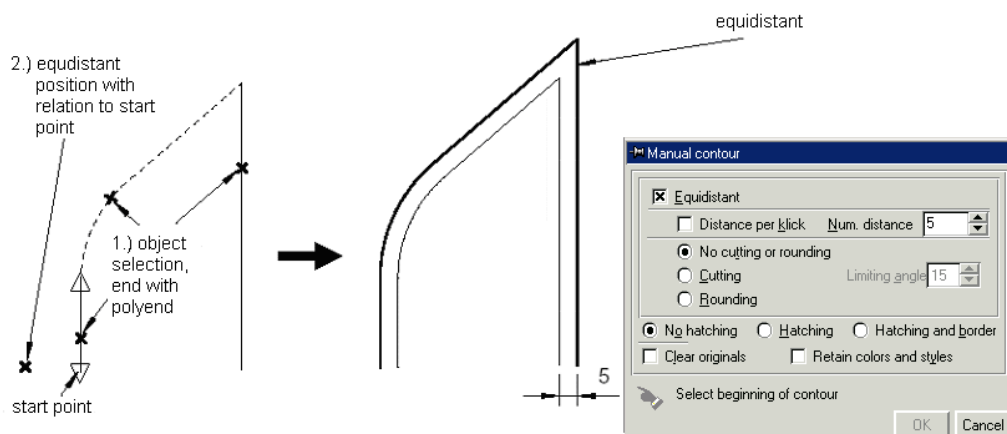 equidistant
2.) equdistant
position with
relation to start
point
1.) object
selection,
end with
polyend
start point
5
Manual contour
Equidistant
Distance per klick Num. distance 5
No cutting or rounding
Cutting Limiting angle 15
Rounding
No hatching Hatching Hatching and border
Clear originals Retain colors and styles
Select beginning of contour
OK Cancel